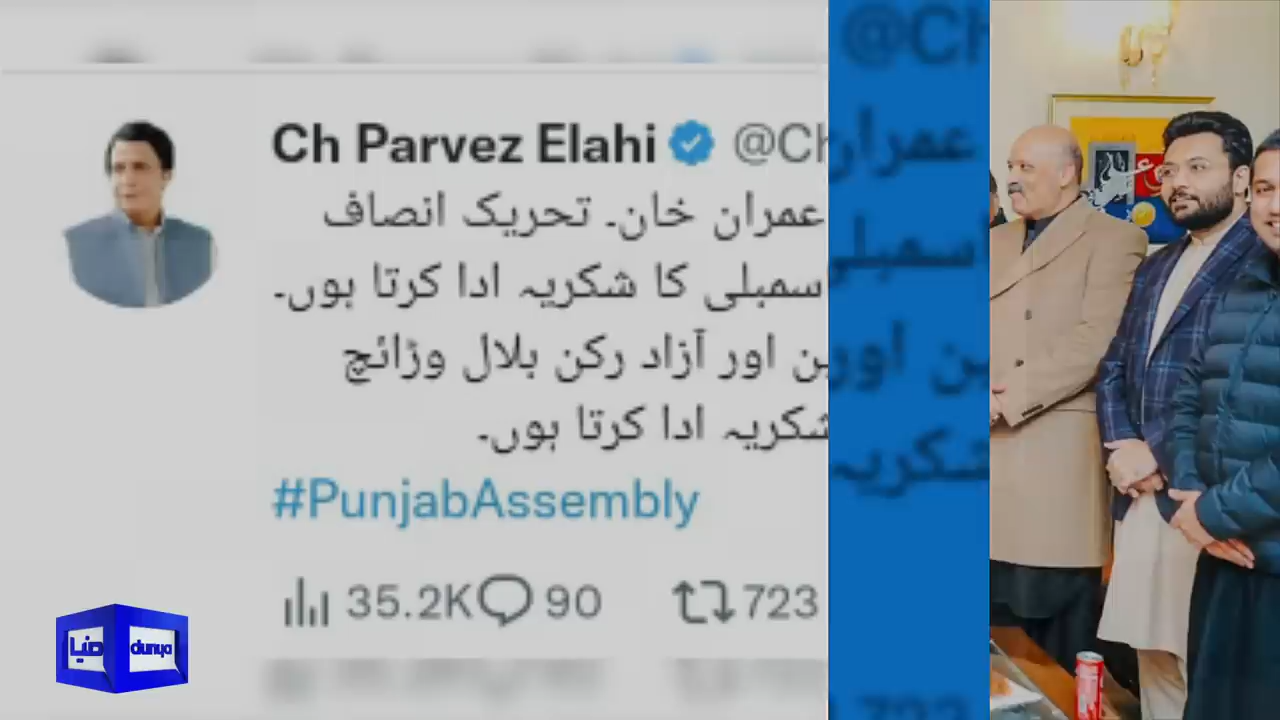 Ch Parvez Elahi @Ch
عمران خان۔ تحریک انصاف
سمبلی کا شکریہ ادا کرتا ہوں۔
ن اور آزاد رکن بلال وڑائچ
شکریہ ادا کرتا ہوں۔
#PunjabAssembly
35.2K 90 723
دنیا dunya